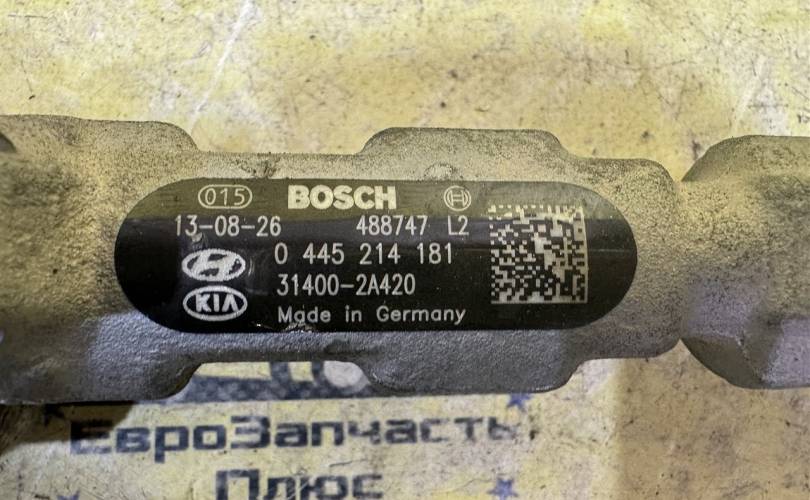 015 BOSCH
13-08-26 488747 L2
0 445 214 181
31400-2A420
KIA
Made in Germany
ЕвроЗапчасть
Плюс